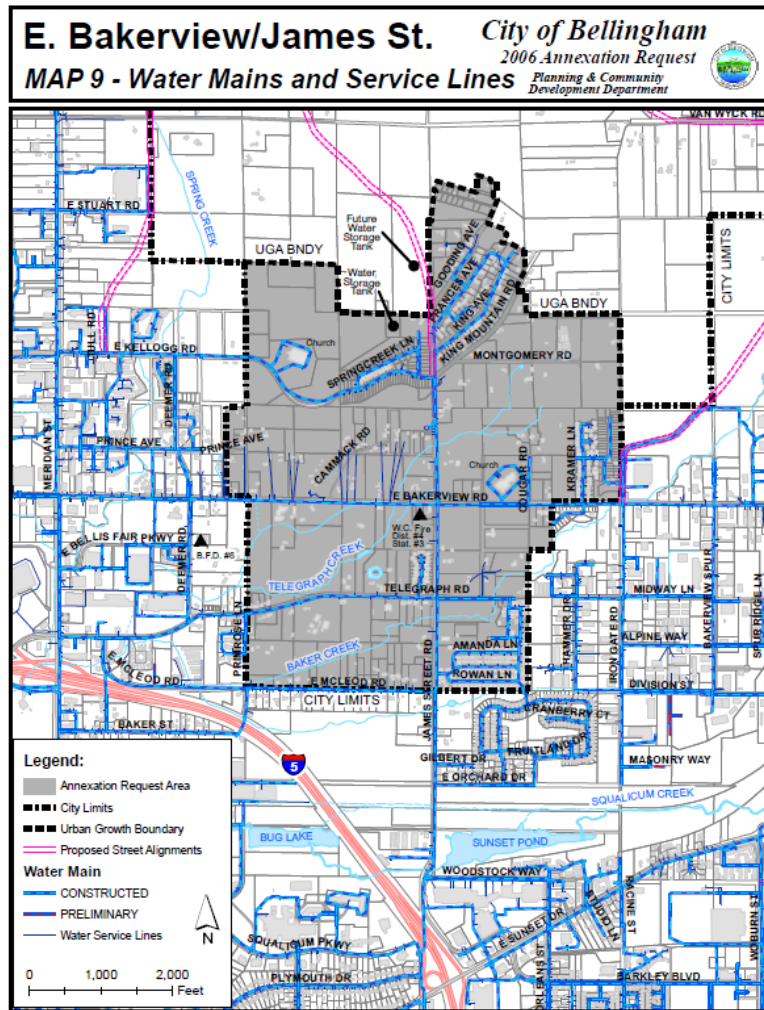 E. Bakerview/James St.
MAP 9 - Water Mains and Service Lines
City of Bellingham
2006 Annexation Request
Planning & Community
Development Department
VAN WYCK RD
E STUART RD
SPRING CREEK
Future
Water
Storage
Tank
GOODING AVE
UGA BNDY
CITY LIMITS
Water
Storage
Tank
FRANCES AVE
KING AVE
KING MOUNTAIN RD
UGA BNDY
E KELLOGG RD
Church
SPRINGCREEK LN
MONTGOMERY RD
DEEMER RD
MERIDIAN ST
PRINCE AVE
PRINCE AVE
CAMMACK RD
Church
COUGAR RD
KRAMER LN
E BAKERVIEW RD
W.C. Fire
Dist. #4
Stat. #3
E BELLIS FAIR PKWY
DEEMER RD
B.F.D. #6
TELEGRAPH CREEK
TELEGRAPH RD
PRIMROSE LN
BAKER CREEK
AMANDA LN
ROWAN LN
HAMMER DR
IRON GATE RD
MIDWAY LN
BAKERVIEW SPUR
SPUR RIDGE LN
ALPINE WAY
E MCLEOD RD
E MCLEOD RD
DIVISION ST
CITY LIMITS
JAMES STREET RD
BAKER ST
CRANBERRY CT
FRUITLAND DR
GILBERT DR
E ORCHARD DR
MASONRY WAY
5
SQUALICUM CREEK
BUG LAKE
SUNSET POND
WOODSTOCK WAY
E SUNSET DR
STUDIO LN
RACINE ST
WOBURN ST
SQUALICUM PKWY
PLYMOUTH DR
ORLEANS ST
BARKLEY BLVD
Legend:
Annexation Request Area
City Limits
Urban Growth Boundary
Proposed Street Alignments
Water Main
CONSTRUCTED
PRELIMINARY
Water Service Lines
N
0 1,000 2,000
Feet